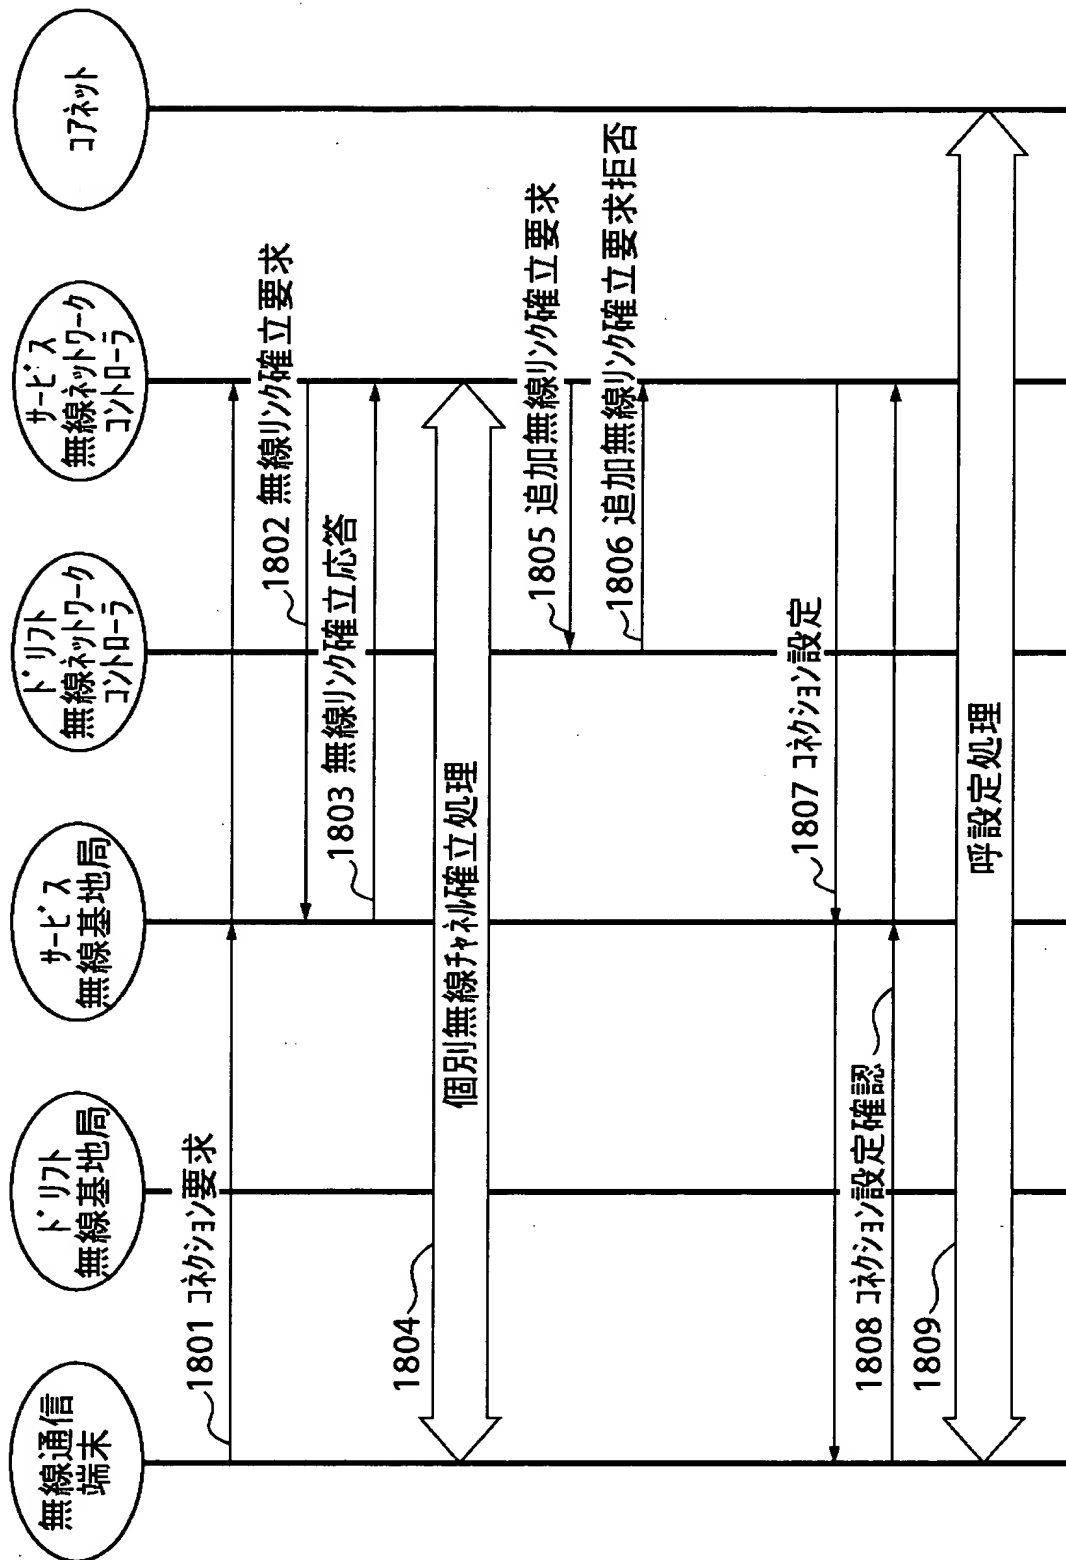 無線通信
端末
ドリフト
無線基地局
サービス
無線基地局
ドリフト
無線ネットワーク
コントローラ
サービス
無線ネットワーク
コントローラ
コアネット
1801 コネクション要求
1802 無線リンク確立要求
1803 無線リンク確立応答
1804
個別無線チャネル確立処理
1805 追加無線リンク確立要求
1806 追加無線リンク確立要求拒否
1807 コネクション設定
1808 コネクション設定確認
1809
呼設定処理